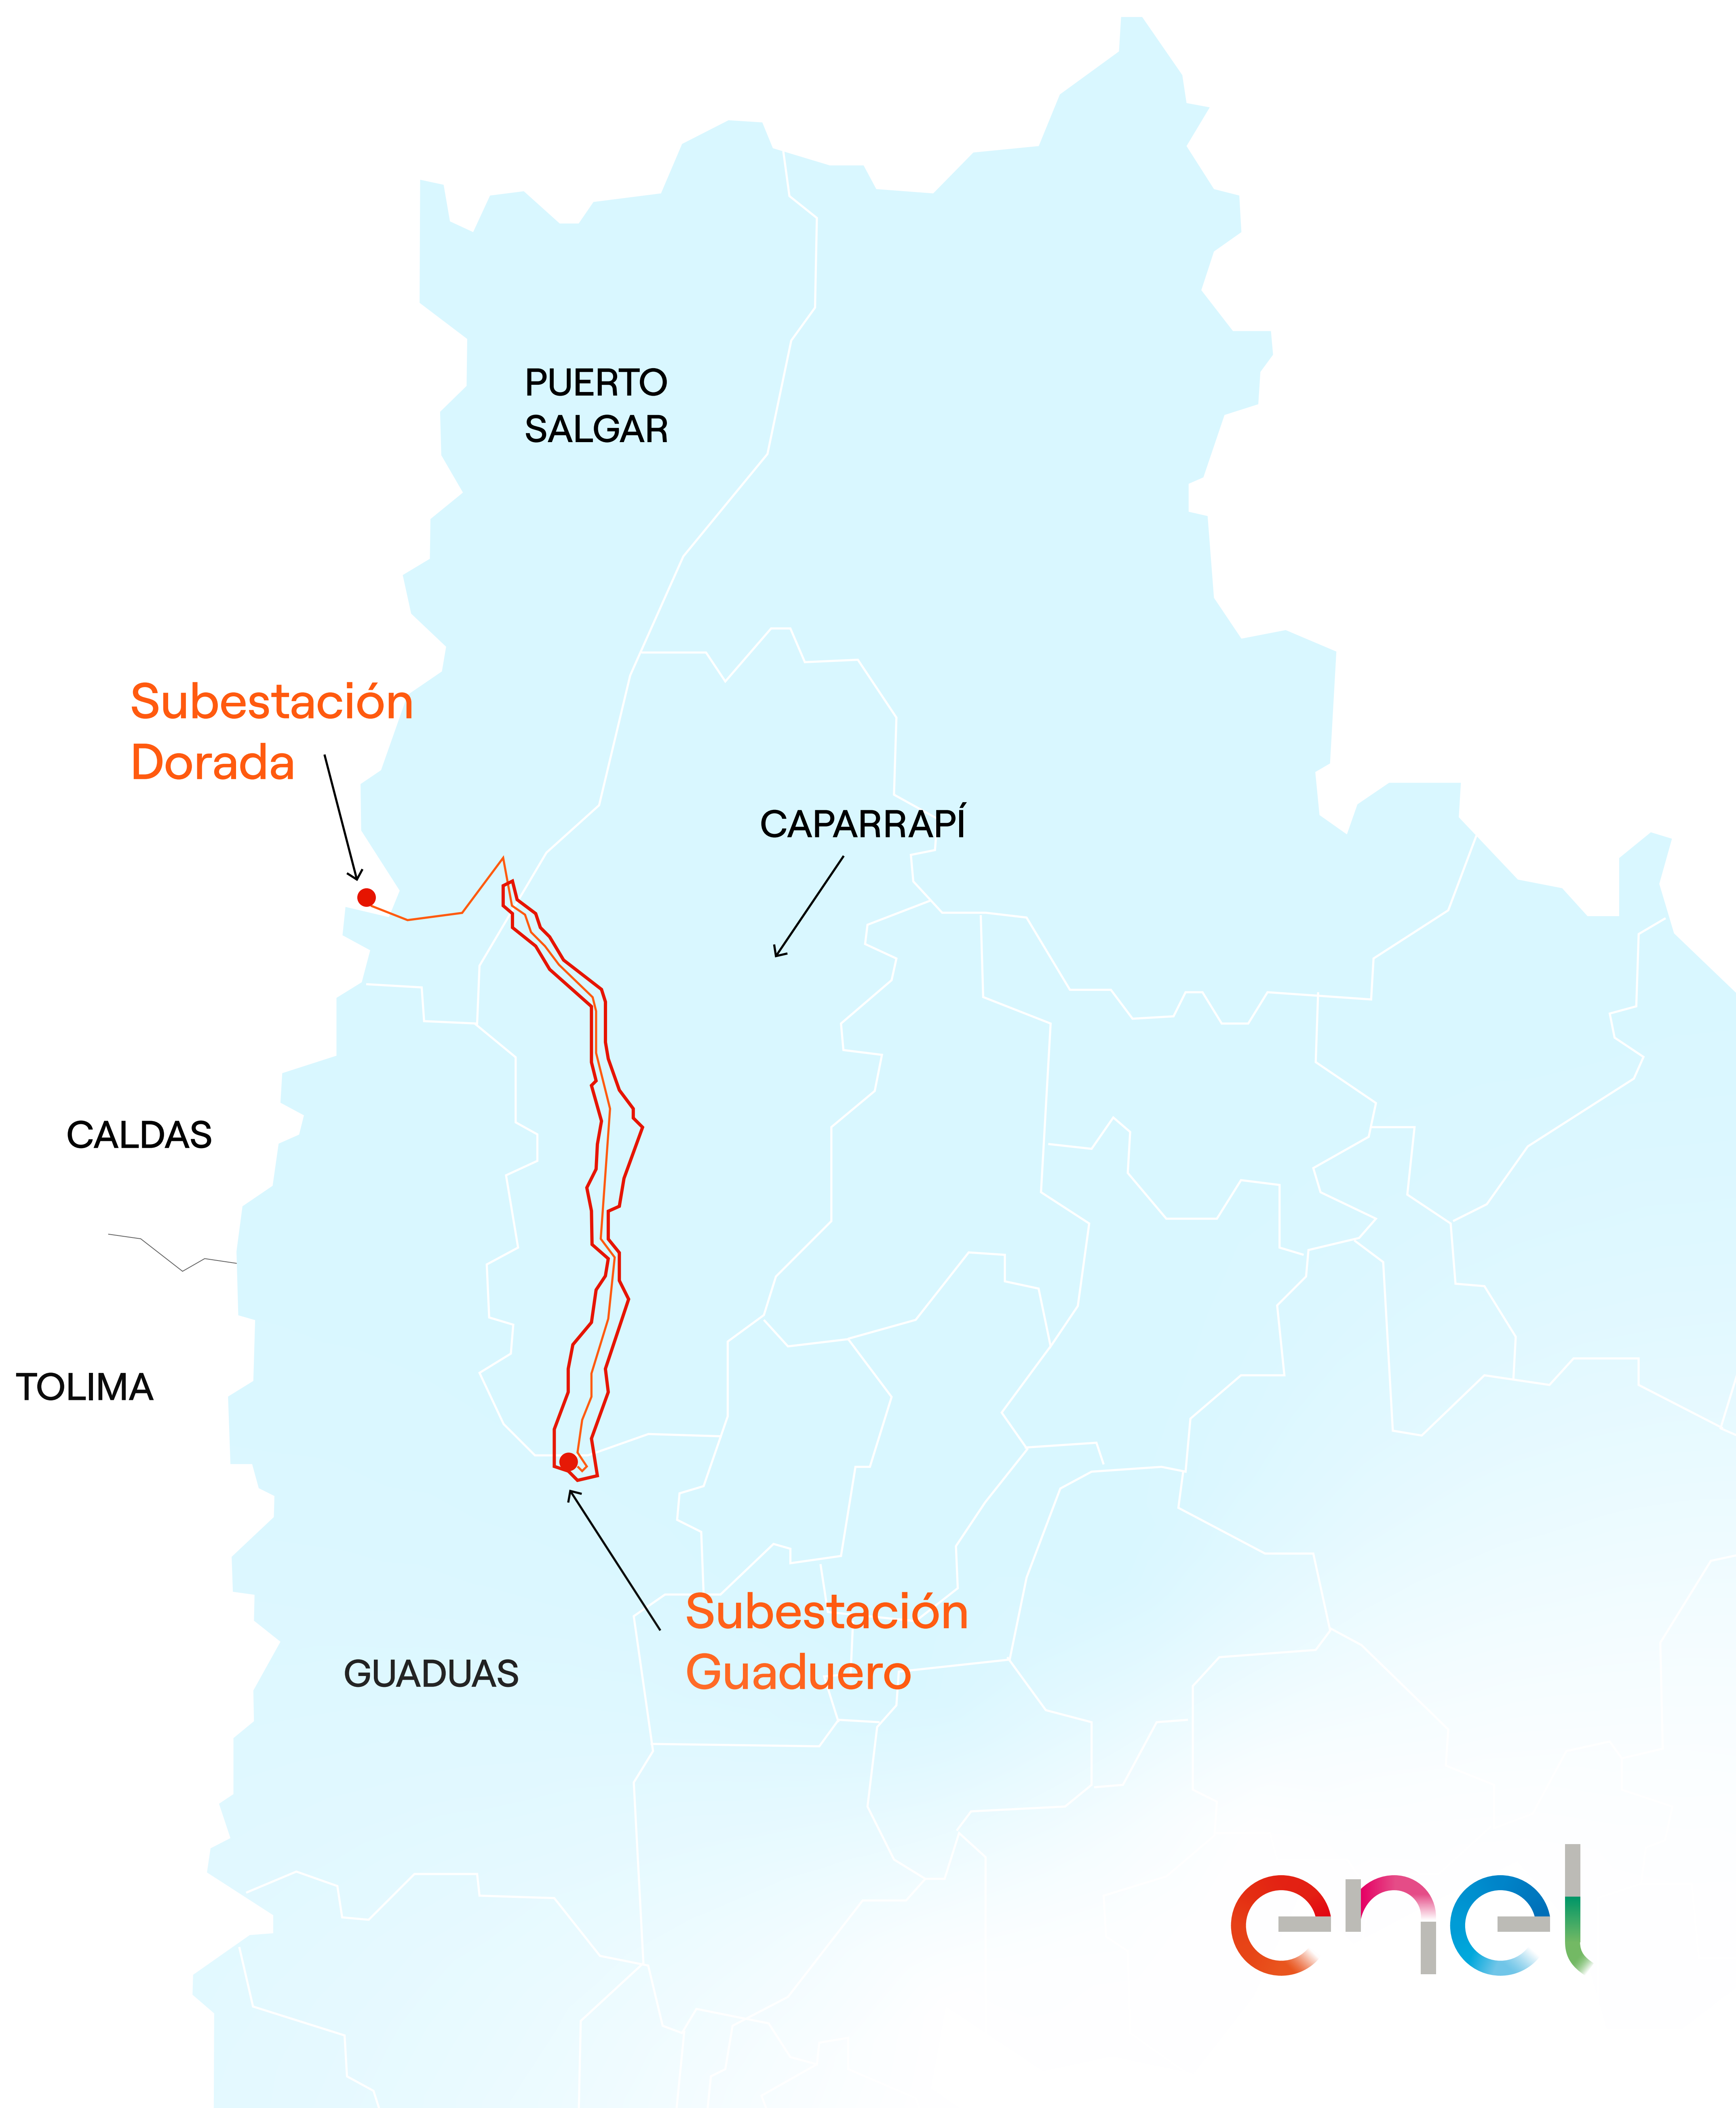 PUERTO
SALGAR
Subestación
Dorada
CAPARRAPÍ
CALDAS
TOLIMA
Subestación
Guaduero
GUADUAS
enel